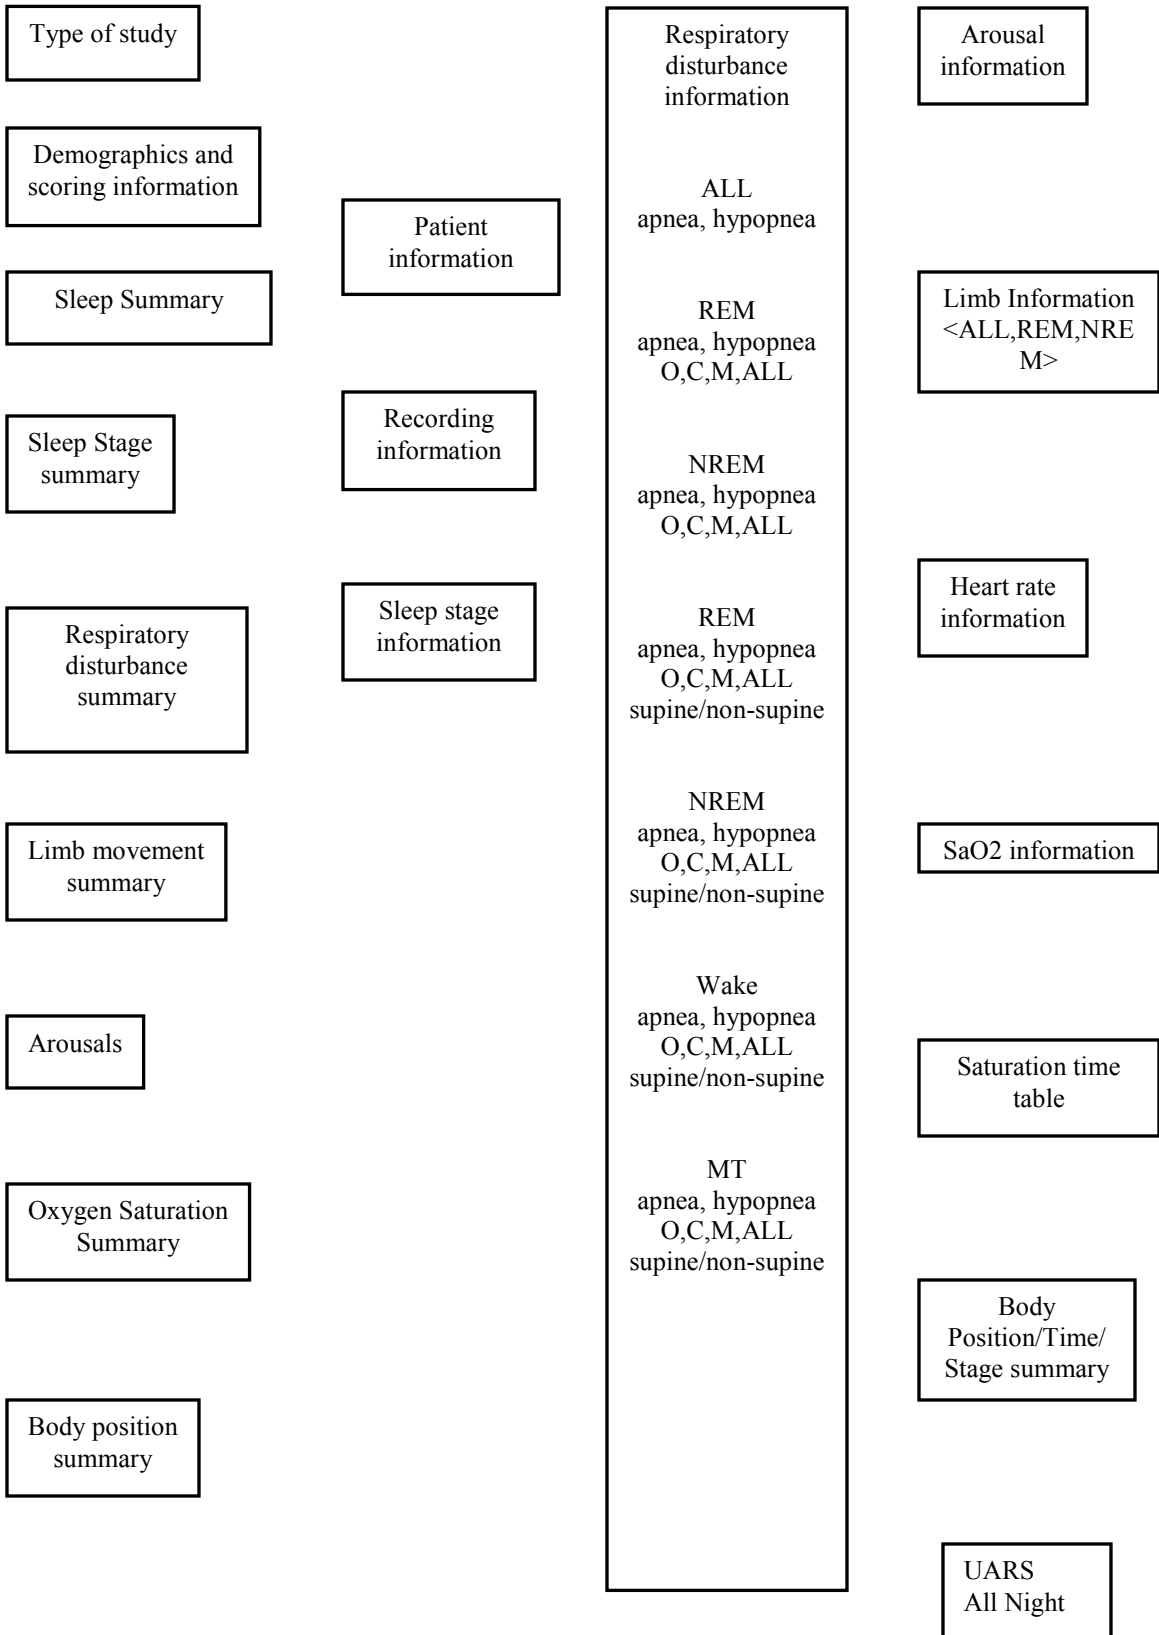 Type of study
Demographics and
scoring information
Sleep Summary
Sleep Stage
summary
Respiratory
disturbance
summary
Limb movement
summary
Arousals
Oxygen Saturation
Summary
Body position
summary
Patient
information
Recording
information
Sleep stage
information
Respiratory
disturbance
information
ALL
apnea, hypopnea
REM
apnea, hypopnea
O,C,M,ALL
NREM
apnea, hypopnea
O,C,M,ALL
REM
apnea, hypopnea
O,C,M,ALL
supine/non-supine
NREM
apnea, hypopnea
O,C,M,ALL
supine/non-supine
Wake
apnea, hypopnea
O,C,M,ALL
supine/non-supine
MT
apnea, hypopnea
O,C,M,ALL
supine/non-supine
Arousal
information
Limb Information
<ALL,REM,NRE
M>
Heart rate
information
SaO2 information
Saturation time
table
Body
Position/Time/
Stage summary
UARS
All Night